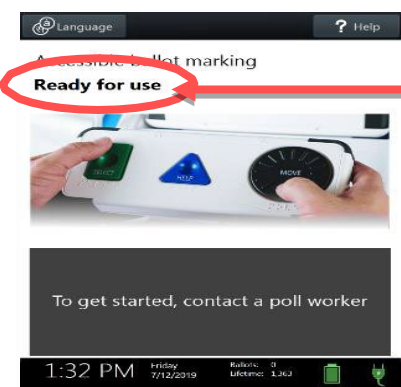 Language
? Help
Accessible ballot marking
Ready for use
SELECT
HELP
MOVE
To get started, contact a poll worker
1:32 PM
Friday
7/12/2019
Ballots: 0
Lifetime: 1,363